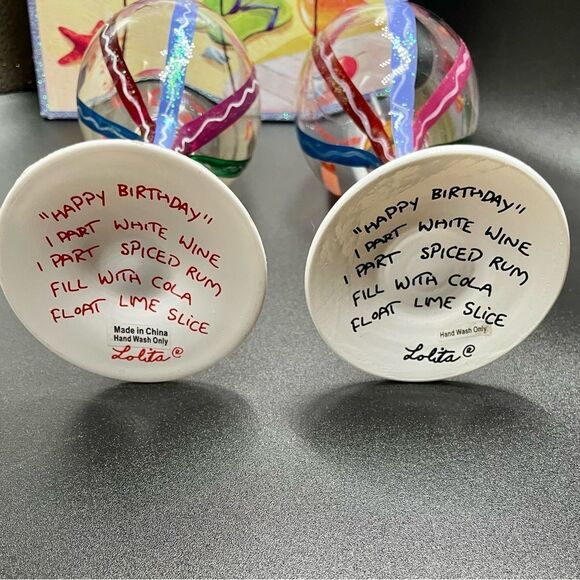 "HAPPY BIRTHDAY"
1 PART WHITE WINE
1 PART SPICED RUM
FILL WITH COLA
FLOAT LIME SLICE
Made in China
Hand Wash Only
Lolita ©
"HAPPY BIRTHDAY"
1 PART WHITE WINE
1 PART SPICED RUM
FILL WITH COLA
FLOAT LIME SLICE
Hand Wash Only
Lolita ©